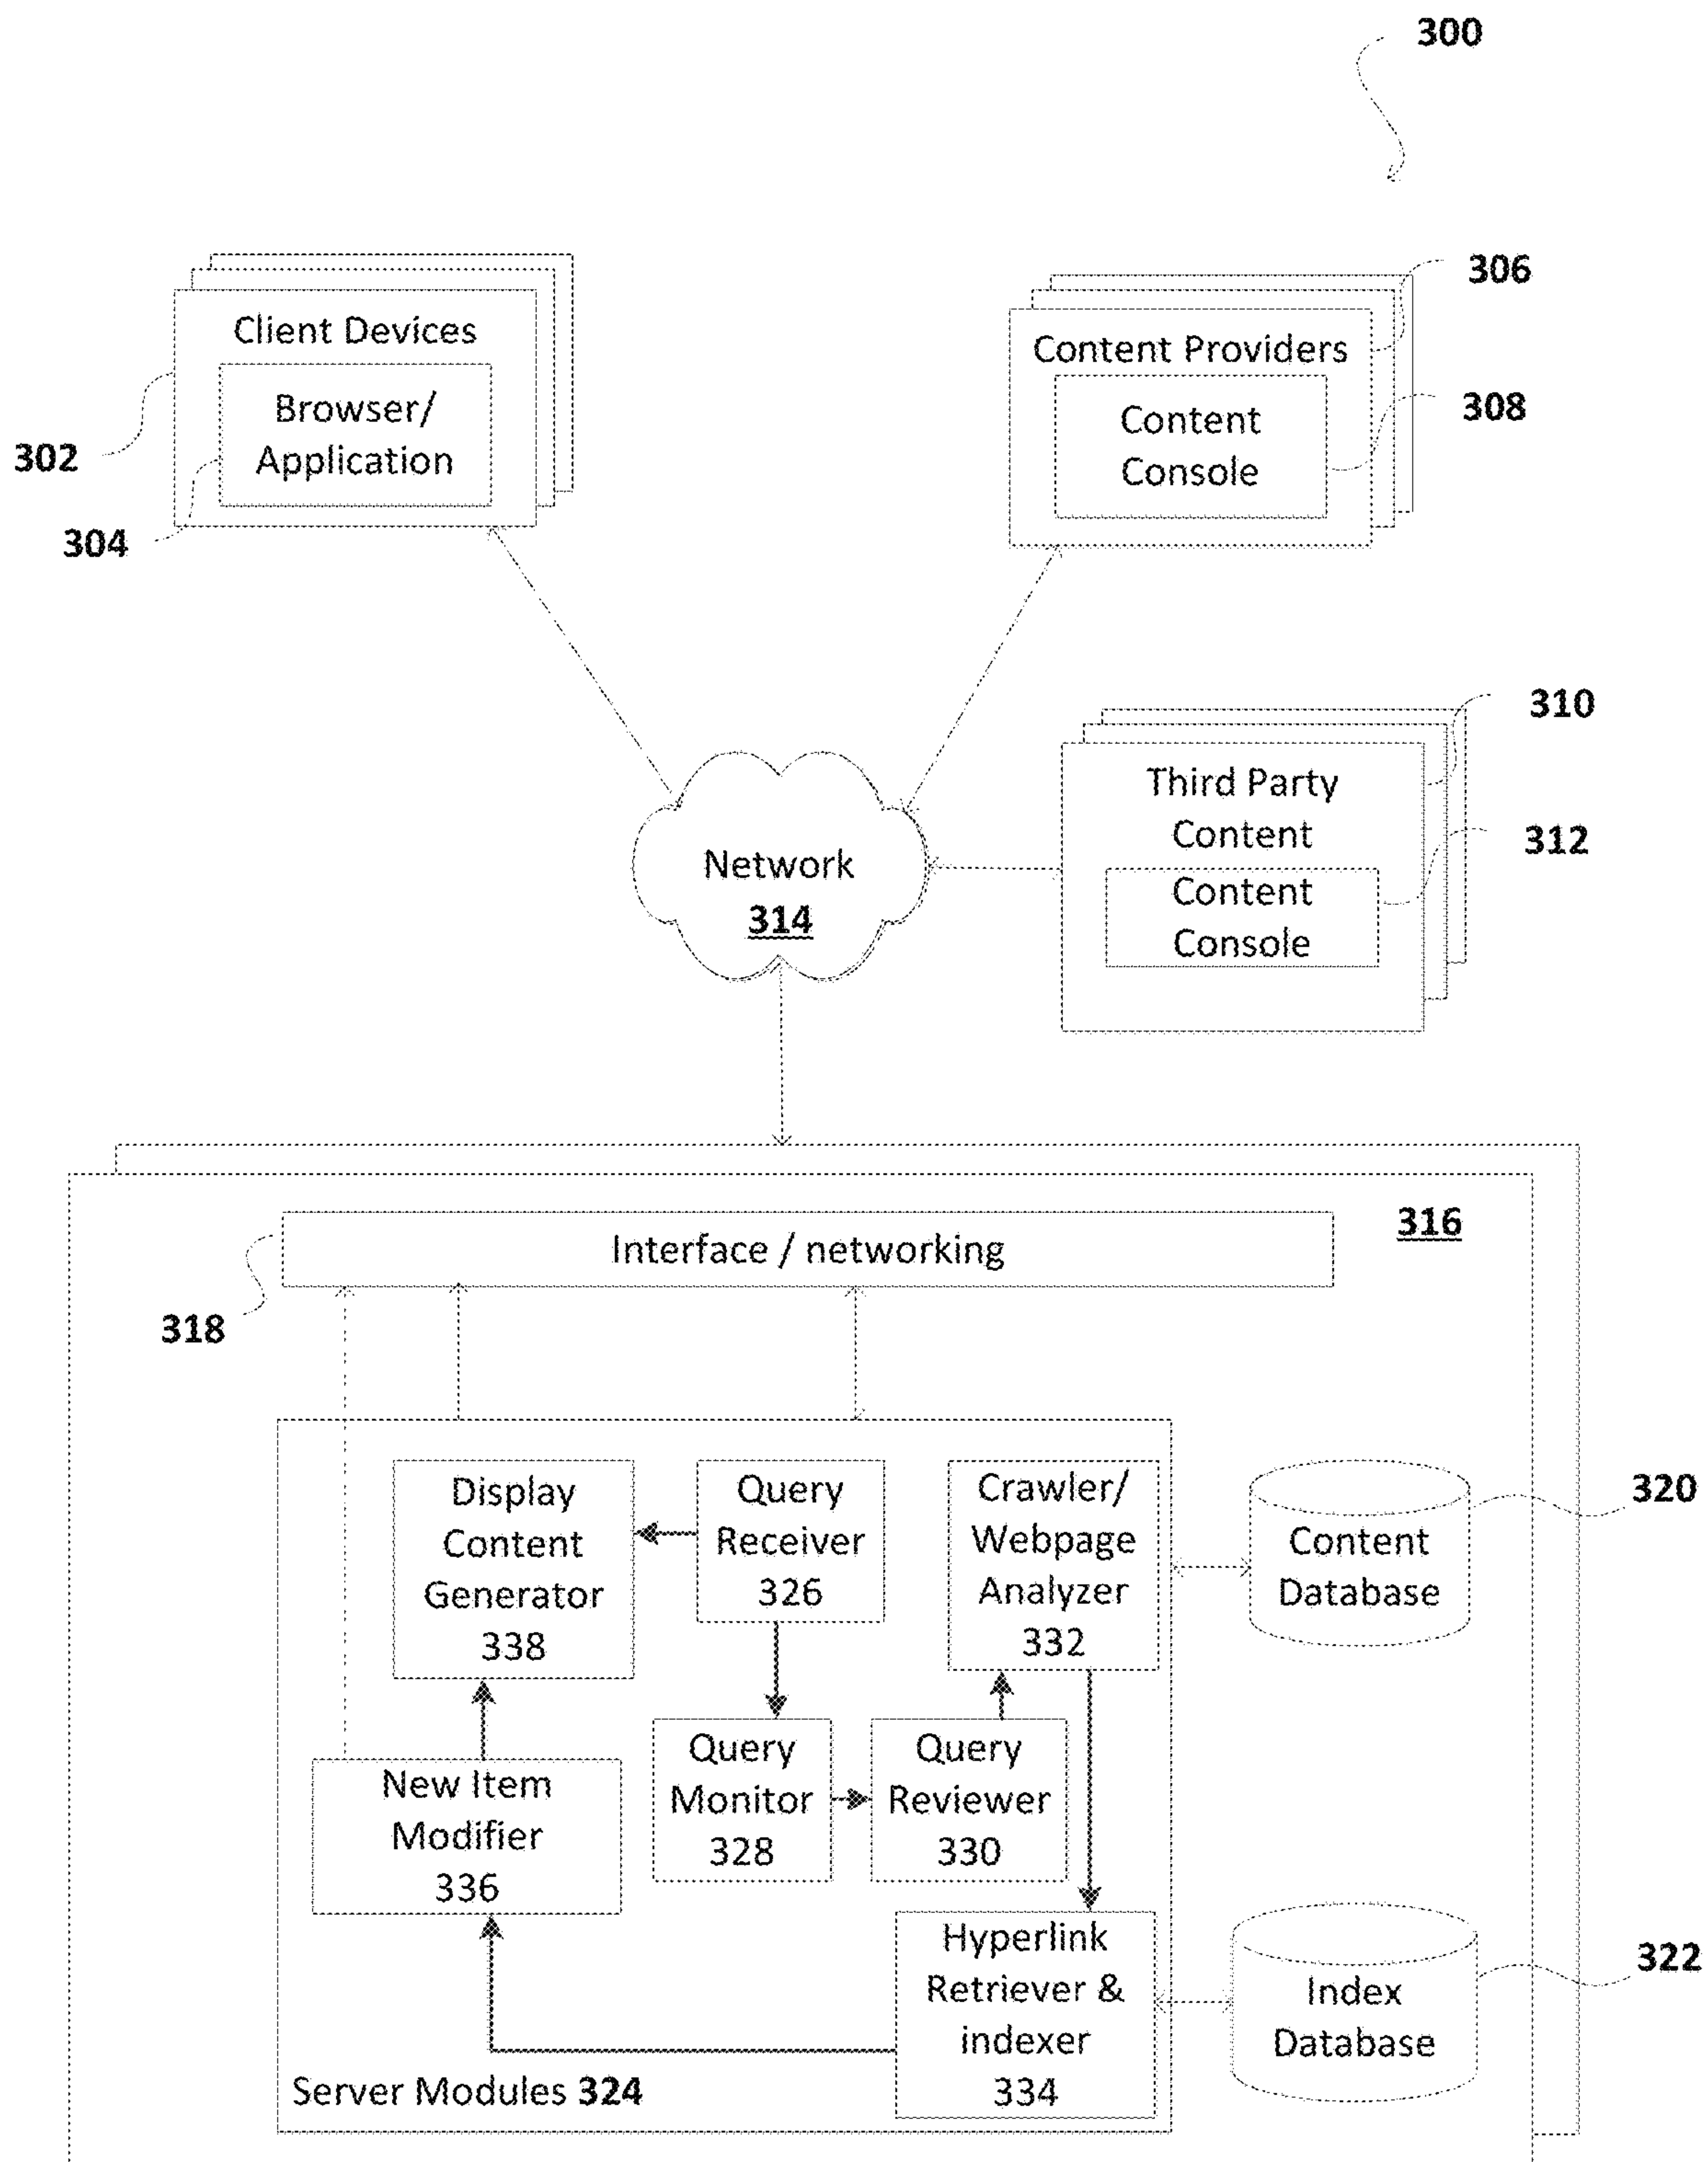 300
Client Devices
Browser/
Application
302
304
306
Content Providers
308
Content
Console
310
Third Party
Content
312
Content
Console
Network
314
316
Interface / networking
318
Display
Content
Generator
338
Query
Receiver
326
Crawler/
Webpage
Analyzer
332
320
Content
Database
New Item
Modifier
336
Query
Monitor
328
Query
Reviewer
330
Hyperlink
Retriever &
indexer
334
322
Index
Database
Server Modules 324